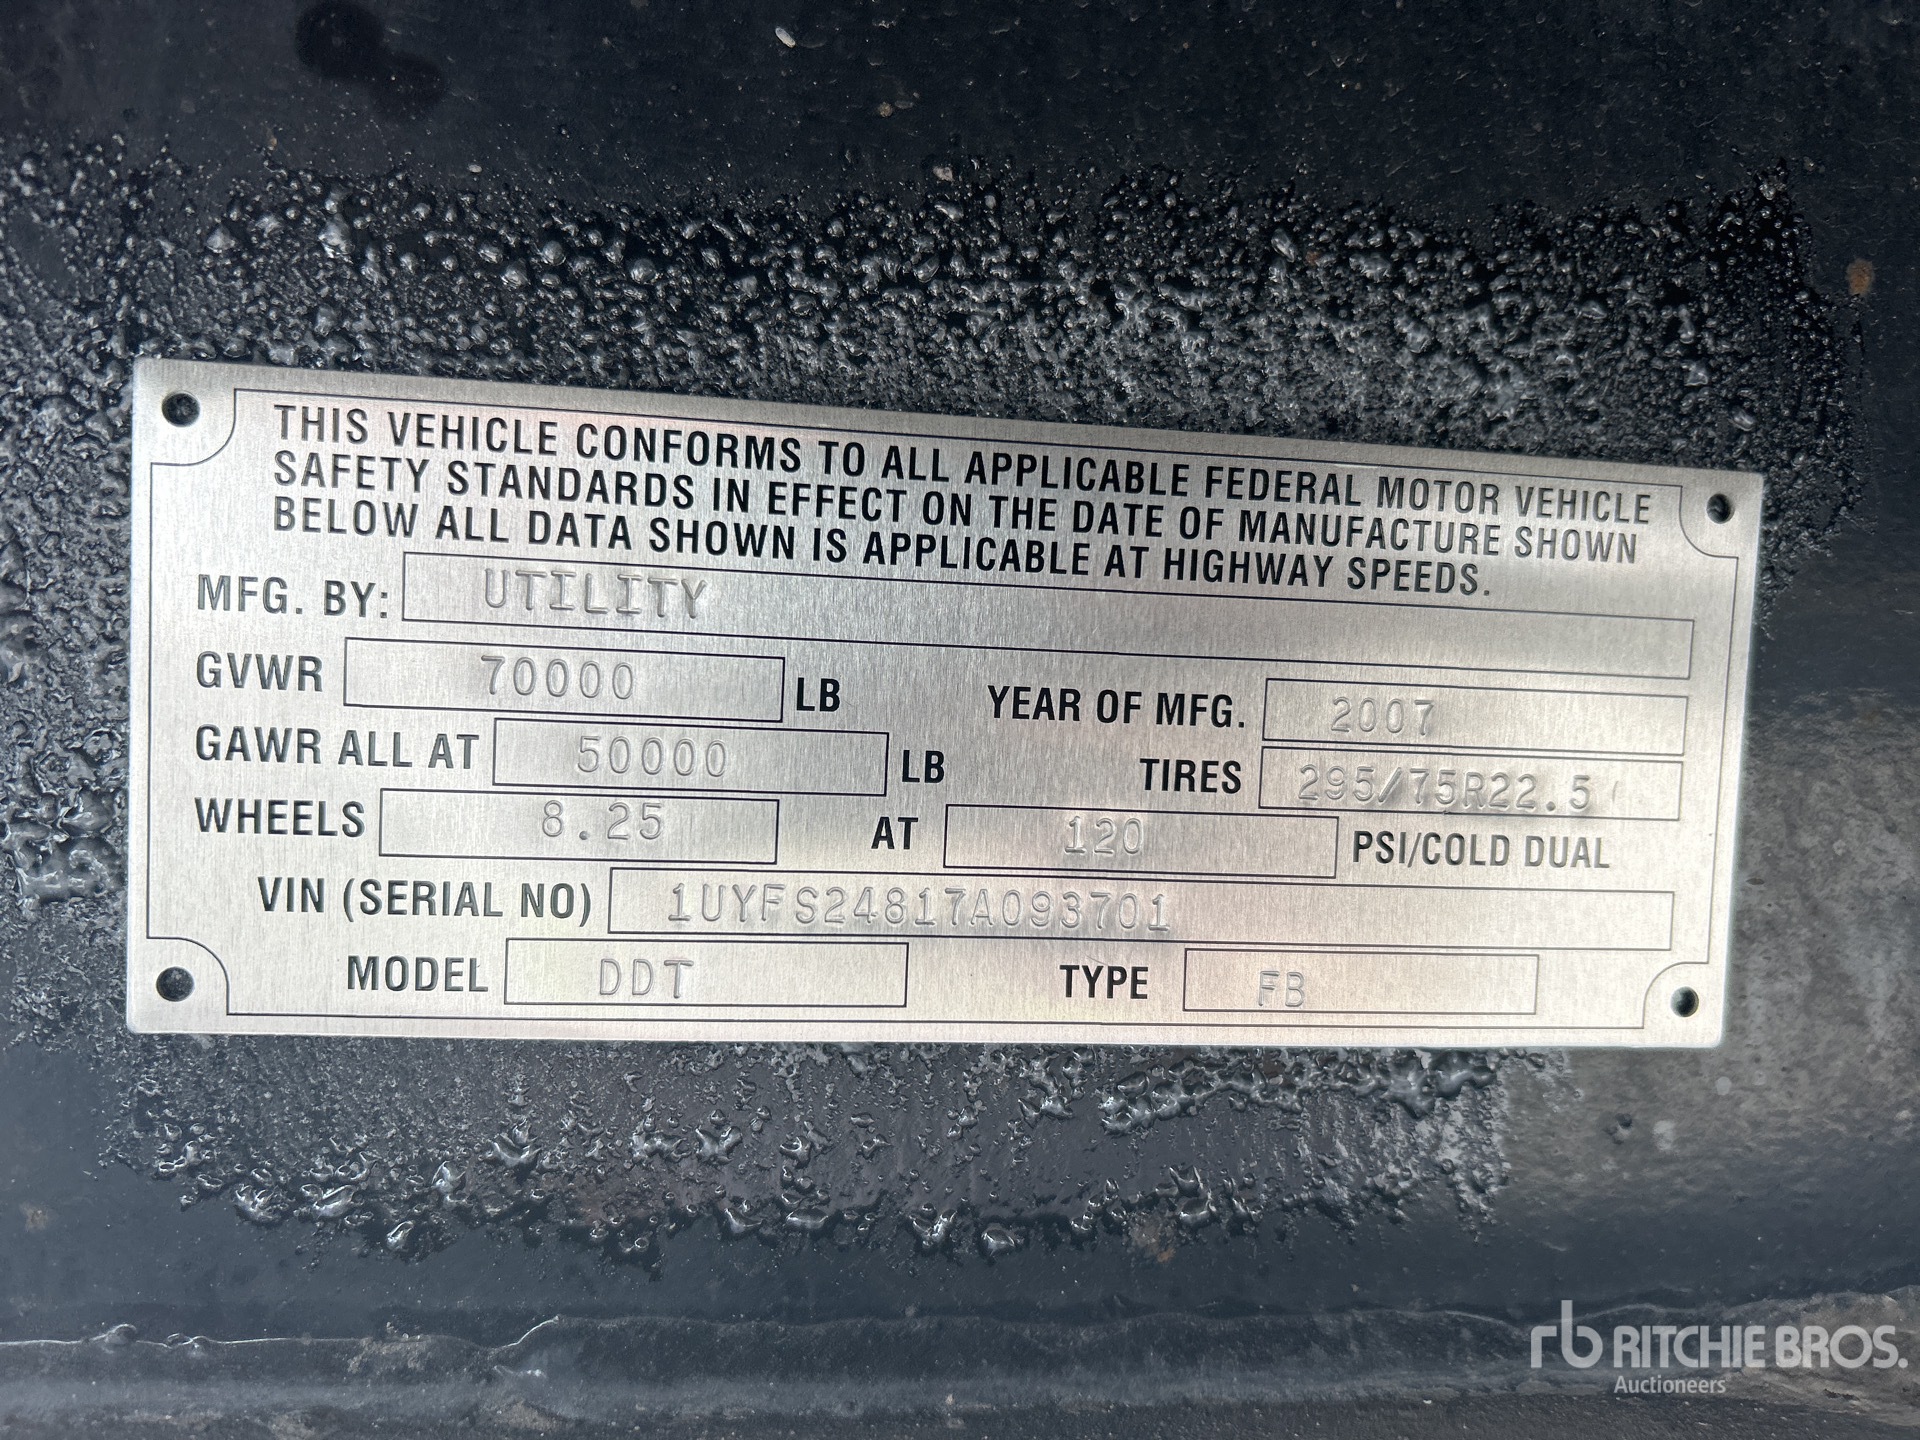 THIS VEHICLE CONFORMS TO ALL APPLICABLE FEDERAL MOTOR VEHICLE
SAFETY STANDARDS IN EFFECT ON THE DATE OF MANUFACTURE SHOWN
BELOW ALL DATA SHOWN IS APPLICABLE AT HIGHWAY SPEEDS.
MFG. BY: UTILITY
GVWR 70000 LB YEAR OF MFG. 2007
GAWR ALL AT 50000 LB TIRES 295/75R22.5
WHEELS 8.25 AT 120 PSI/COLD DUAL
VIN (SERIAL NO) 1UYFS24817A093701
MODEL DDT TYPE FB
rb RITCHIE BROS.
Auctioneers